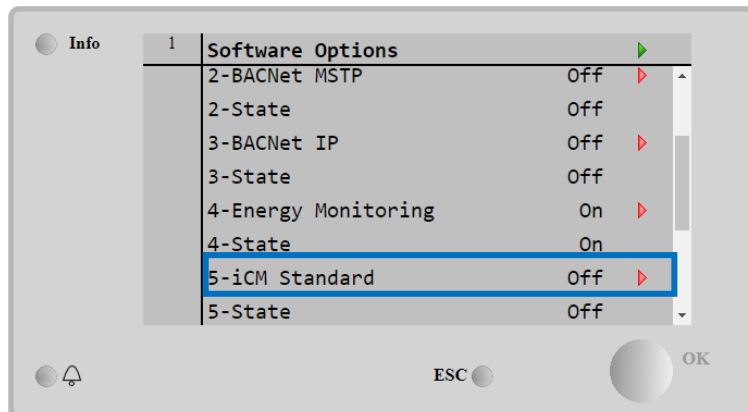 Info
1 Software Options
2-BACNet MSTP Off
2-State Off
3-BACNet IP Off
3-State Off
4-Energy Monitoring On
4-State On
5-iCM Standard Off
5-State Off
ESC
OK